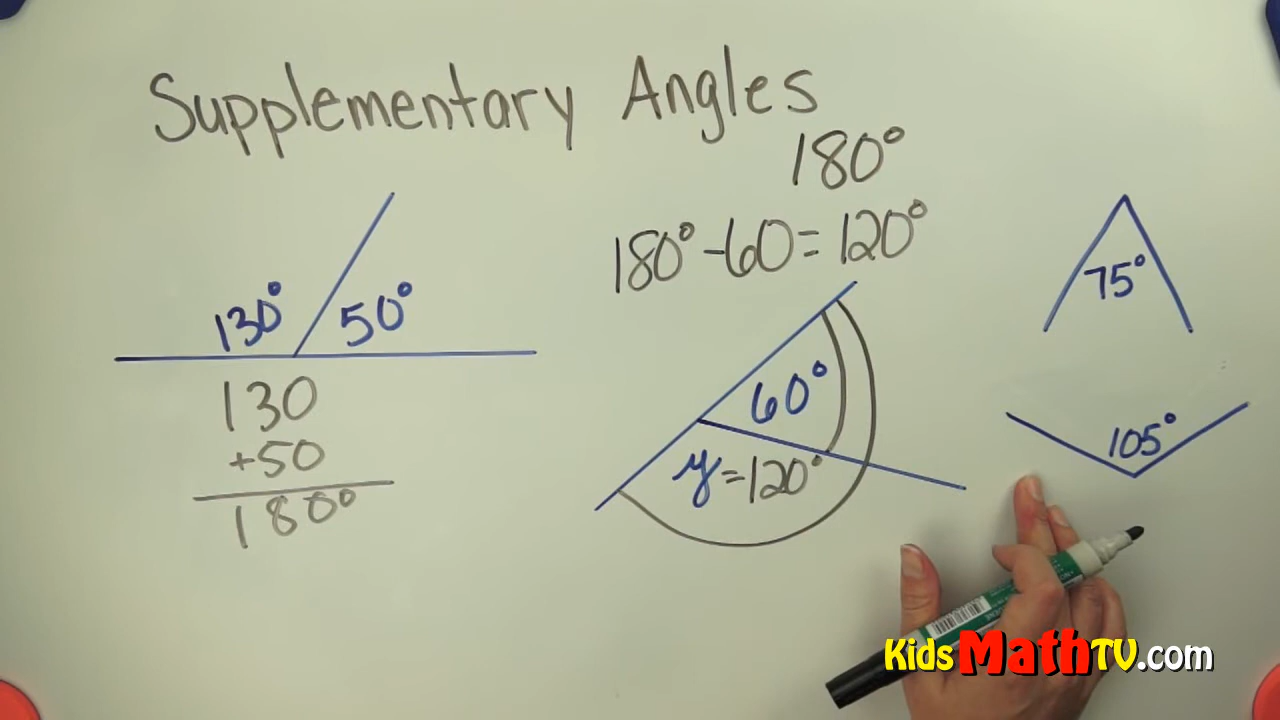 Supplementary Angles
180°
180° - 60 = 120°
130° 50°
130
+50
180°
60°
y = 120°
75°
105°
KidsMathTV.com